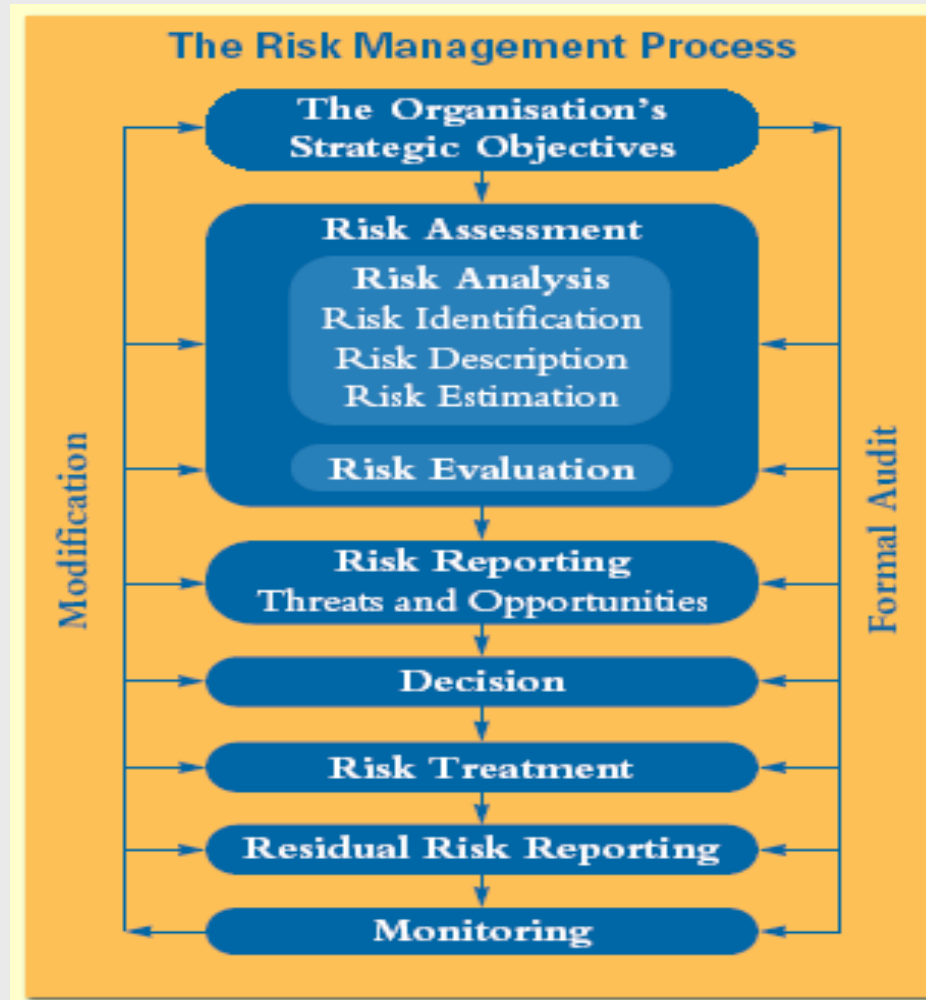 The Risk Management Process
The Organisation's
Strategic Objectives
Risk Assessment
Risk Analysis
Risk Identification
Risk Description
Risk Estimation
Risk Evaluation
Risk Reporting
Threats and Opportunities
Decision
Risk Treatment
Residual Risk Reporting
Monitoring
Modification
Formal Audit